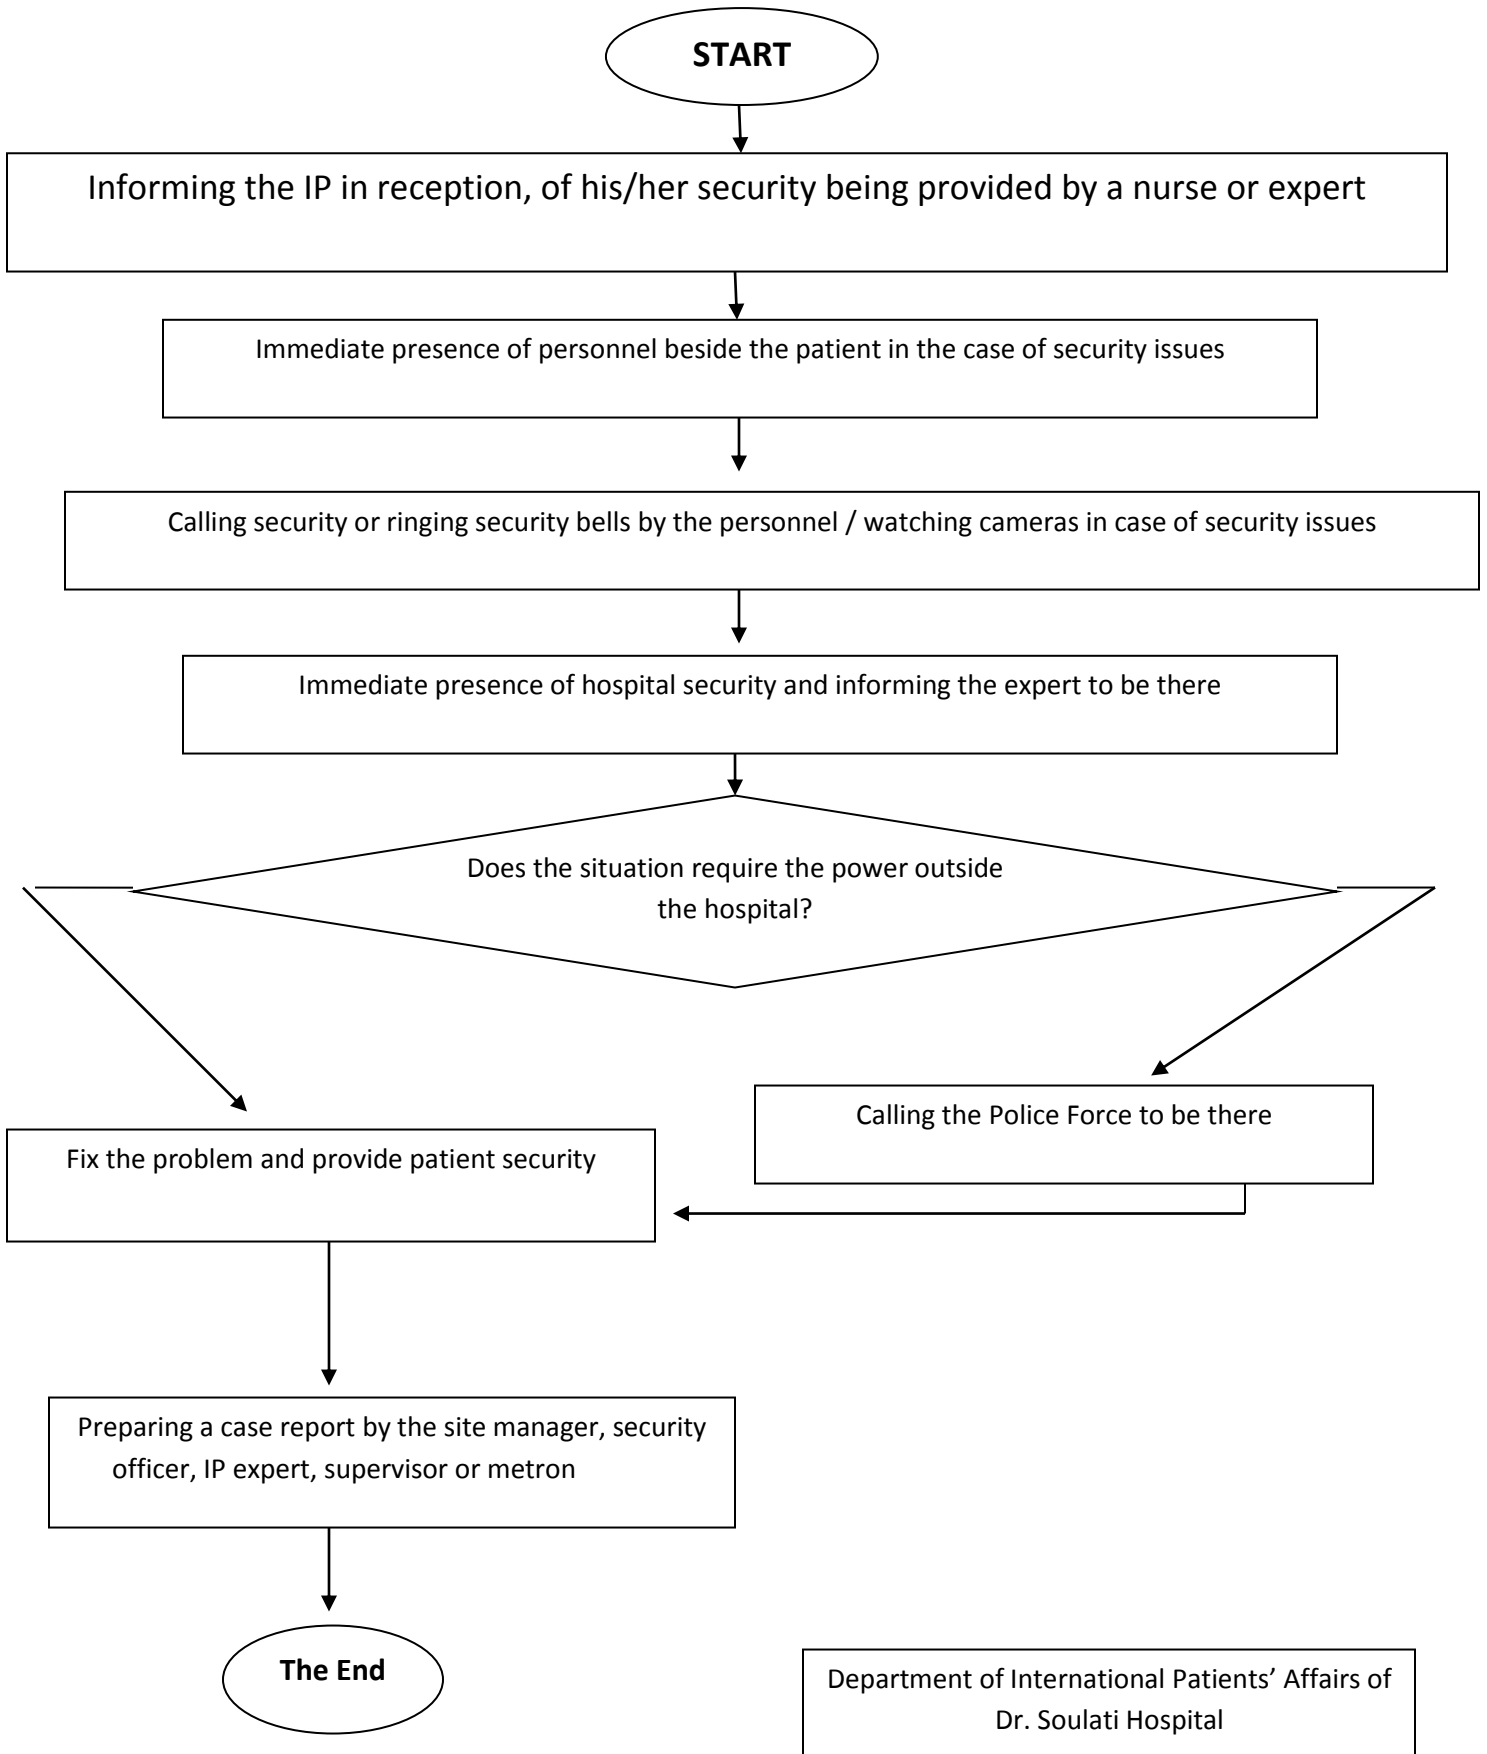 START
Informing the IP in reception, of his/her security being provided by a nurse or expert
Immediate presence of personnel beside the patient in the case of security issues
Calling security or ringing security bells by the personnel / watching cameras in case of security issues
Immediate presence of hospital security and informing the expert to be there
Does the situation require the power outside
the hospital?
Calling the Police Force to be there
Fix the problem and provide patient security
Preparing a case report by the site manager, security
officer, IP expert, supervisor or metron
The End
Department of International Patients’ Affairs of
Dr. Soulati Hospital